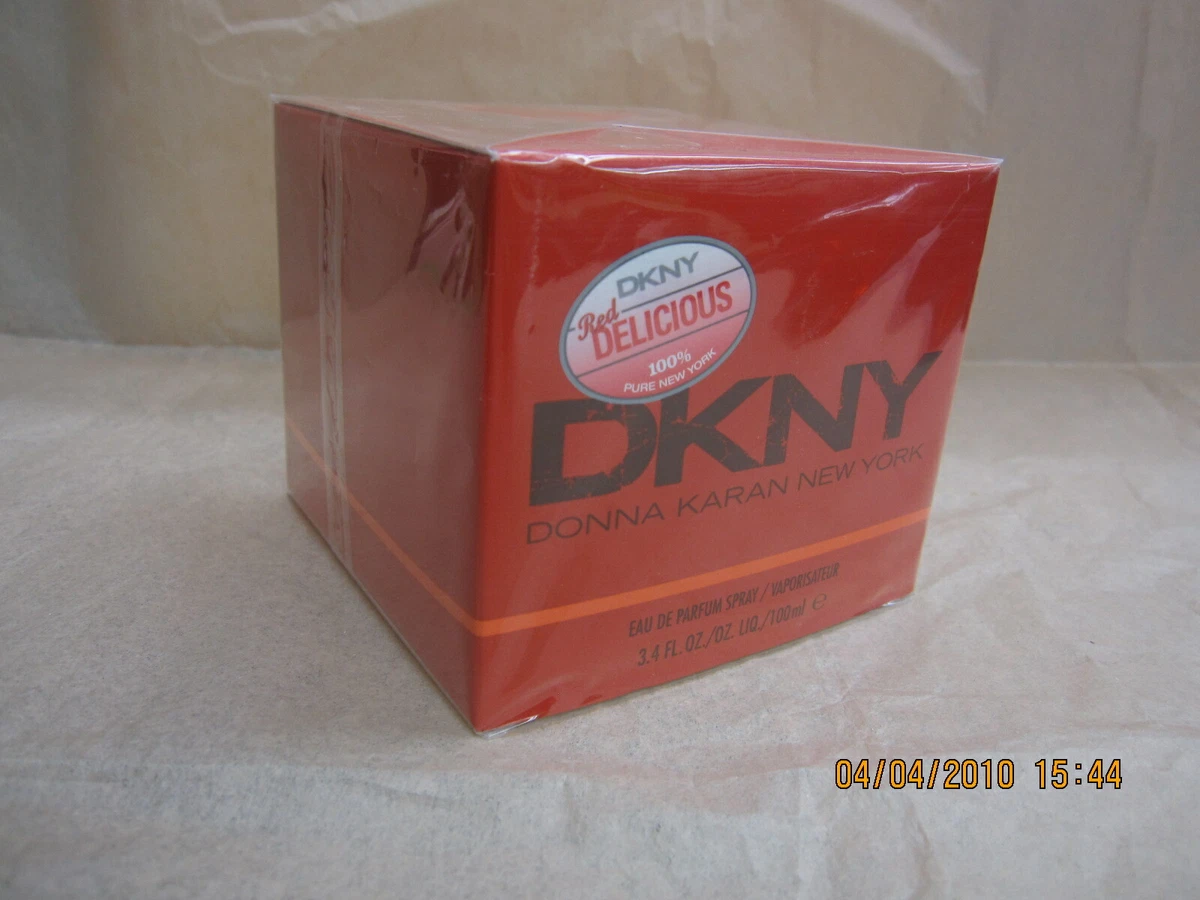 DKNY
Red
DELICIOUS
100%
PURE NEW YORK
DKNY
DONNA KARAN NEW YORK
EAU DE PARFUM SPRAY / VAPORISATEUR
3.4 FL. OZ./OZ. LIQ./100ml ℮
04/04/2010 15:44